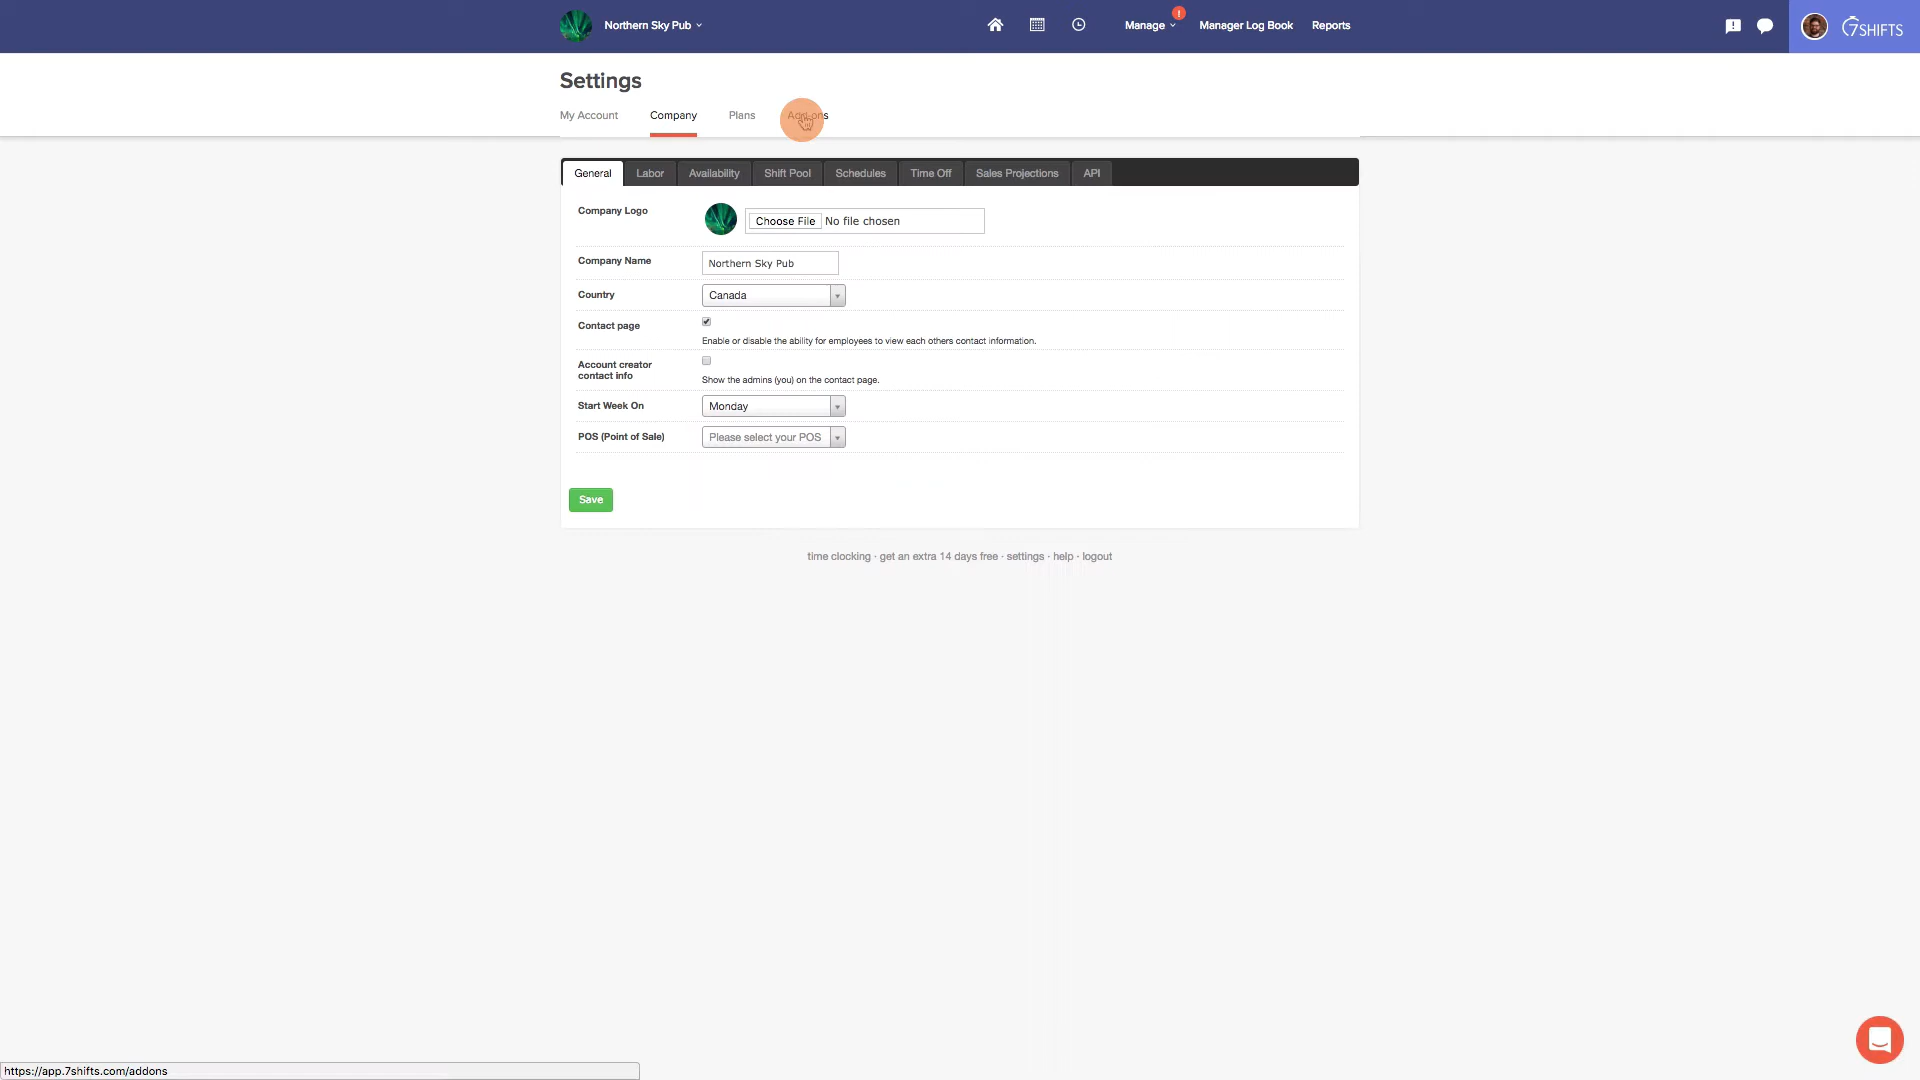 Northern Sky Pub
Manage
!
Manager Log Book
Reports
7SHIFTS
Settings
My Account
Company
Plans
Add-ons
General
Labor
Availability
Shift Pool
Schedules
Time Off
Sales Projections
API
Company Logo
Choose File No file chosen
Company Name
Northern Sky Pub
Country
Canada
Contact page
Enable or disable the ability for employees to view each others contact information.
Account creator
contact info
Show the admins (you) on the contact page.
Start Week On
Monday
POS (Point of Sale)
Please select your POS
Save
time clocking · get an extra 14 days free · settings · help · logout
https://app.7shifts.com/addons